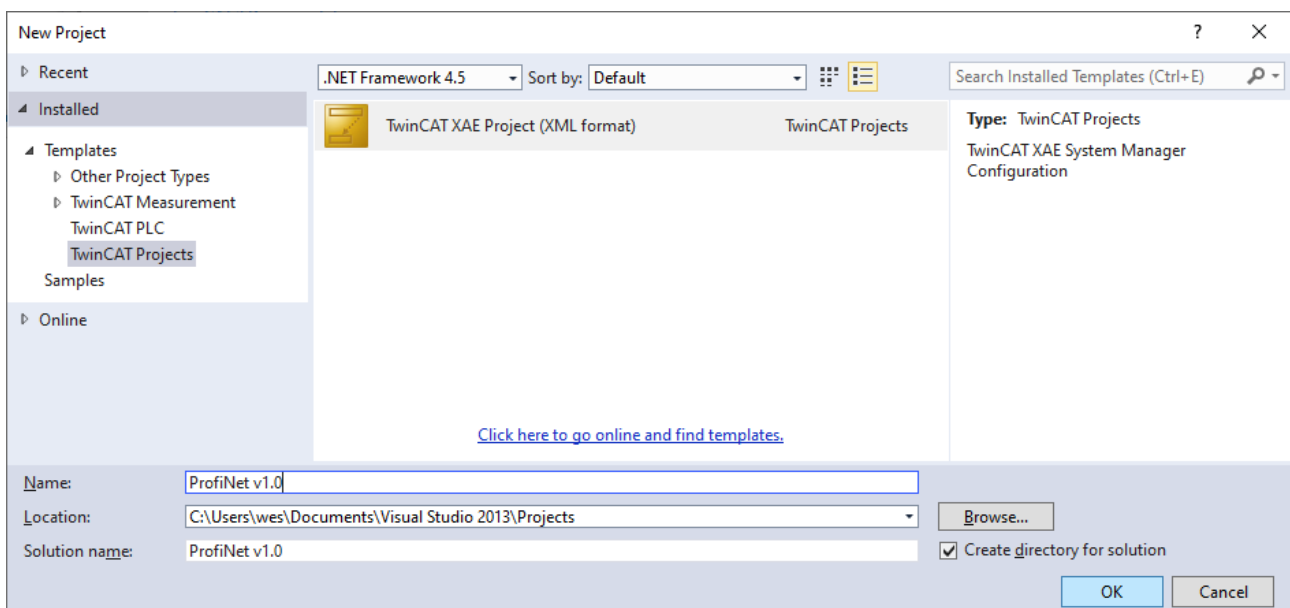 New Project
?
Recent
.NET Framework 4.5
Sort by:
Default
Search Installed Templates (Ctrl+E)
Installed
Templates
Other Project Types
TwinCAT Measurement
TwinCAT PLC
TwinCAT Projects
Samples
Online
TwinCAT XAE Project (XML format)
TwinCAT Projects
Type: TwinCAT Projects
TwinCAT XAE System Manager
Configuration
Click here to go online and find templates.
Name:
ProfiNet v1.0
Location:
C:\Users\wes\Documents\Visual Studio 2013\Projects
Browse...
Solution name:
ProfiNet v1.0
Create directory for solution
OK
Cancel